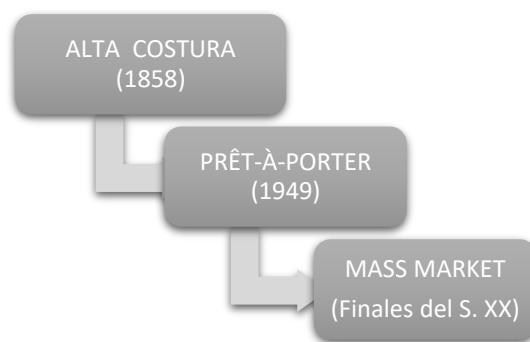 ALTA COSTURA
(1858)
PRÊT-À-PORTER
(1949)
MASS MARKET
(Finales del S. XX)